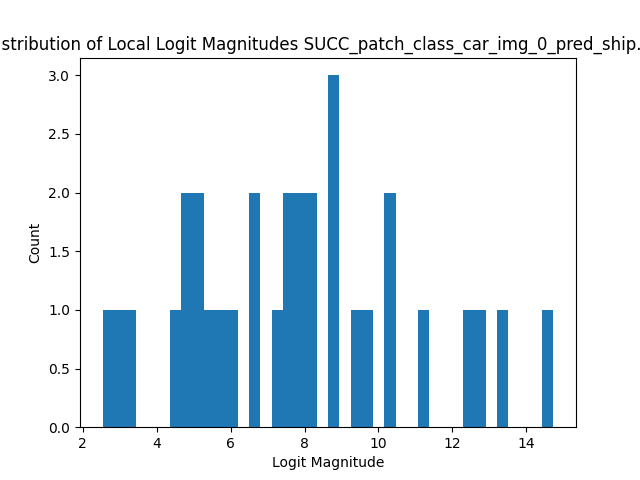 stribution of Local Logit Magnitudes SUCC_patch_class_car_img_0_pred_ship.
3.0
2.5
2.0
1.5
1.0
0.5
0.0
Count
2 4 6 8 10 12 14
Logit Magnitude